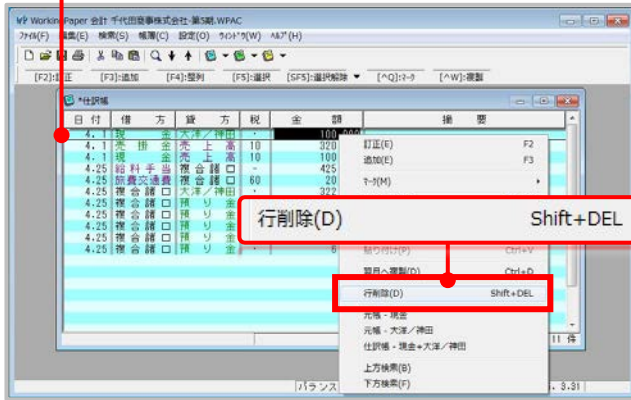 WP Working Paper 会計 千代田商事株式会社-第5期.WPAC
ファイル(F) 編集(E) 検索(S) 帳簿(C) 設定(O) ウィンドウ(W) ヘルプ(H)
[F2]:訂正 [F3]:追加 [F4]:整列 [F5]:選択 [SF5]:選択解除 [^Q]:マーク [^W]:複製
*仕訳帳
日 付 借 方 貸 方 税 金 額 摘 要
4. 1 現 金 大洋/神田 ・ 100,000
4. 1 売 掛 金 売 上 高 10 320
4. 1 現 金 売 上 高 10 100
4.25 給 料 手 当 複 合 諸 口 - 425
4.25 旅費交通費 複 合 諸 口 60 20
4.25 複 合 諸 口 大洋/神田 ・ 322
4.25 複 合 諸 口 預 り 金
4.25 複 合 諸 口 預 り 金
4.25 複 合 諸 口 預 り 金
4.25 複 合 諸 口 預 り 金
4.25 複 合 諸 口 預 り 金 ・ 6
訂正(E) F2
追加(E) F3
マーク(M)
行削除(D) Shift+DEL
貼り付け(P) Ctrl+V
翌月へ複製(O) Ctrl+D
行削除(D) Shift+DEL
元帳 - 現金
元帳 - 大洋/神田
仕訳帳 - 現金+大洋/神田
上方検索(B)
下方検索(F)
11 件
バランス
3.31